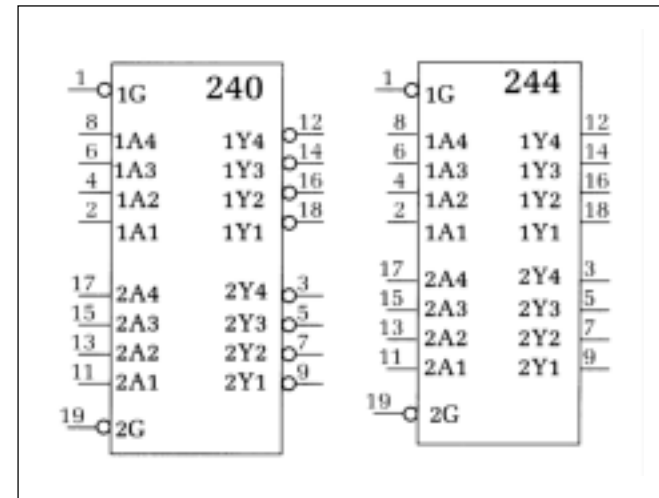 1 1G 240
8 1A4 1Y4 12
6 1A3 1Y3 14
4 1A2 1Y2 16
2 1A1 1Y1 18
17 2A4 2Y4 3
15 2A3 2Y3 5
13 2A2 2Y2 7
11 2A1 2Y1 9
19 2G
1 1G 244
8 1A4 1Y4 12
6 1A3 1Y3 14
4 1A2 1Y2 16
2 1A1 1Y1 18
17 2A4 2Y4 3
15 2A3 2Y3 5
13 2A2 2Y2 7
11 2A1 2Y1 9
19 2G